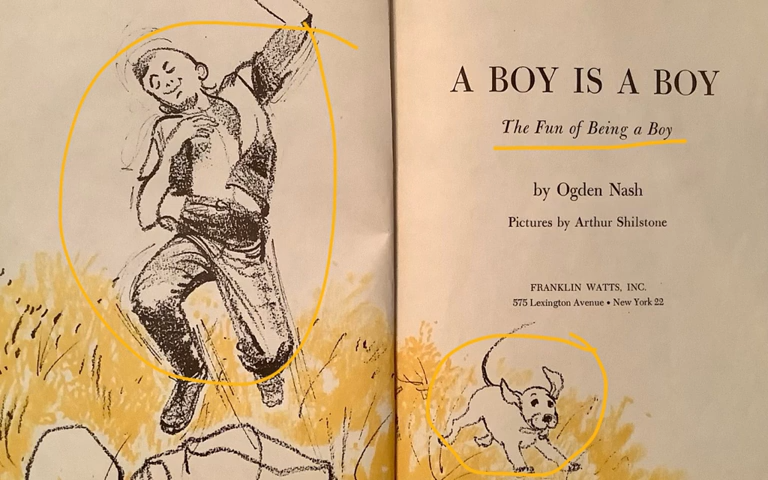 A BOY IS A BOY
The Fun of Being a Boy
by Ogden Nash
Pictures by Arthur Shilstone
FRANKLIN WATTS, INC.
575 Lexington Avenue • New York 22